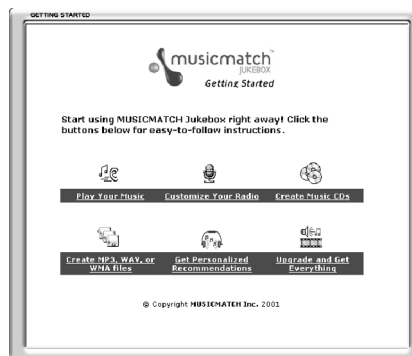 GETTING STARTED
musicmatch™
JUKEBOX
Getting Started
Start using MUSICMATCH Jukebox right away! Click the
buttons below for easy-to-follow instructions.
Play Your Music Customize Your Radio Create Music CDs
Create MP3, WAV, or Get Personalized Upgrade and Get
WMA files Recommendations Everything
© Copyright MUSICMATCH Inc. 2001